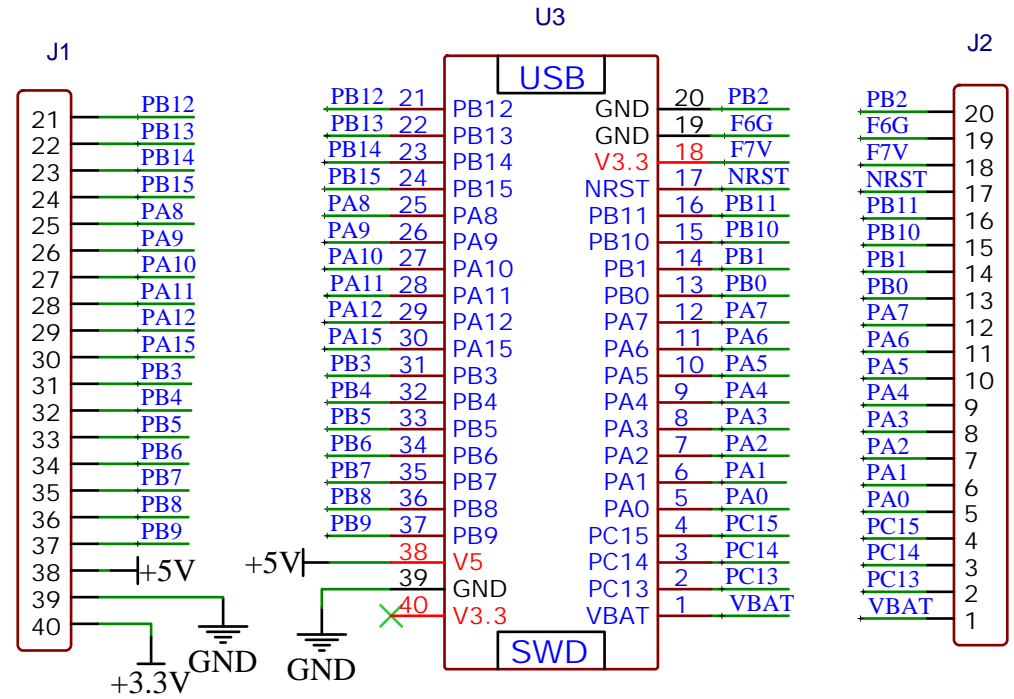 U3
J1
J2
USB
21 PB12
22 PB13
23 PB14
24 PB15
25 PA8
26 PA9
27 PA10
28 PA11
29 PA12
30 PA15
31 PB3
32 PB4
33 PB5
34 PB6
35 PB7
36 PB8
37 PB9
38 +5V
39
40
GND
+3.3V
PB12 21 PB12 GND 20 PB2
PB13 22 PB13 GND 19 F6G
PB14 23 PB14 V3.3 18 F7V
PB15 24 PB15 NRST 17 NRST
PA8 25 PA8 PB11 16 PB11
PA9 26 PA9 PB10 15 PB10
PA10 27 PA10 PB1 14 PB1
PA11 28 PA11 PB0 13 PB0
PA12 29 PA12 PA7 12 PA7
PA15 30 PA15 PA6 11 PA6
PB3 31 PB3 PA5 10 PA5
PB4 32 PB4 PA4 9 PA4
PB5 33 PB5 PA3 8 PA3
PB6 34 PB6 PA2 7 PA2
PB7 35 PB7 PA1 6 PA1
PB8 36 PB8 PA0 5 PA0
PB9 37 PB9 PC15 4 PC15
+5V 38 V5 PC14 3 PC14
39 GND PC13 2 PC13
40 V3.3 VBAT 1 VBAT
GND
SWD
PB2 20
F6G 19
F7V 18
NRST 17
PB11 16
PB10 15
PB1 14
PB0 13
PA7 12
PA6 11
PA5 10
PA4 9
PA3 8
PA2 7
PA1 6
PA0 5
PC15 4
PC14 3
PC13 2
VBAT 1